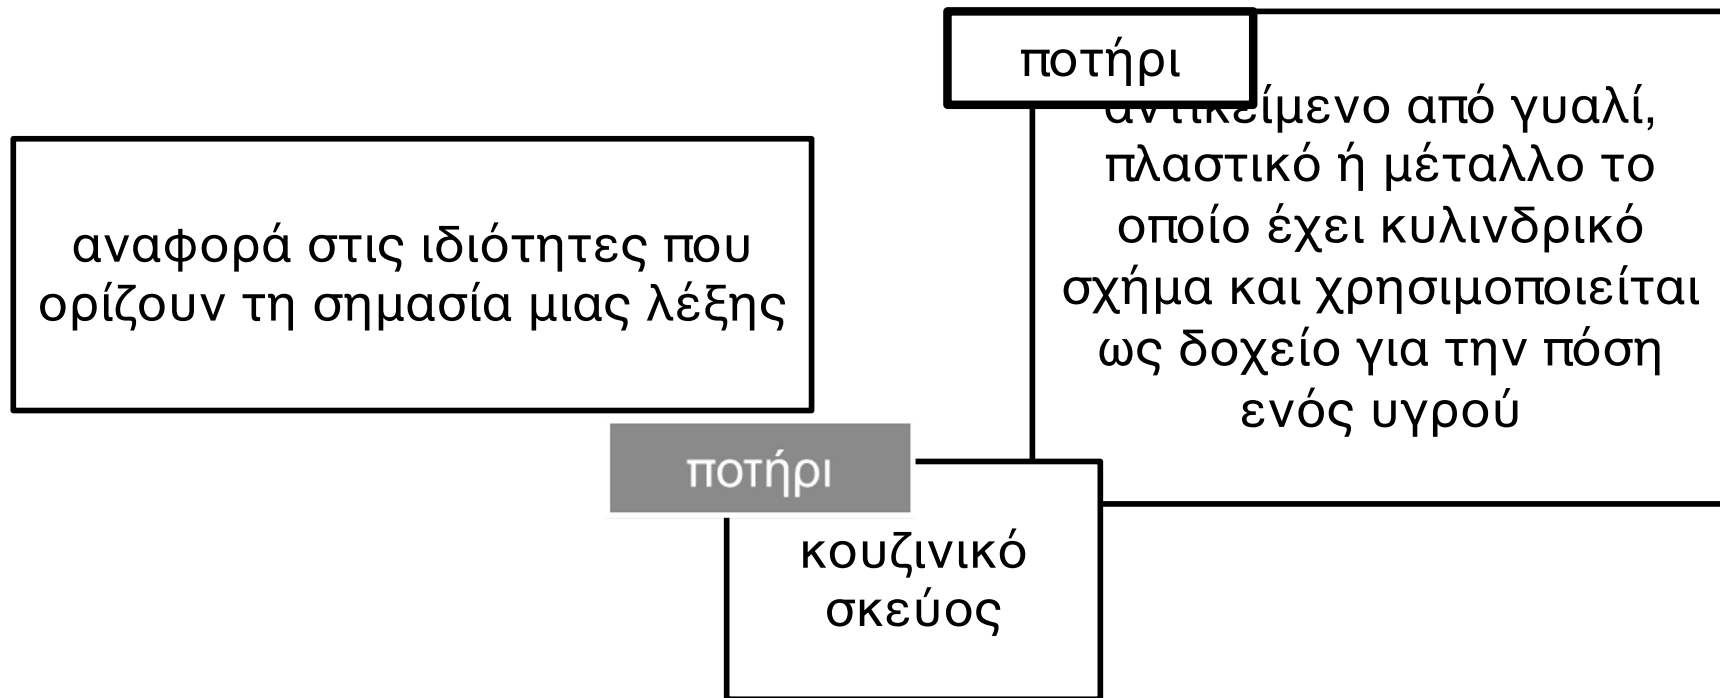 ποτήρι
αντικείμενο από γυαλί,
πλαστικό ή μέταλλο το
οποίο έχει κυλινδρικό
σχήμα και χρησιμοποιείται
ως δοχείο για την πόση
ενός υγρού
αναφορά στις ιδιότητες που
ορίζουν τη σημασία μιας λέξης
ποτήρι
κουζινικό
σκεύος